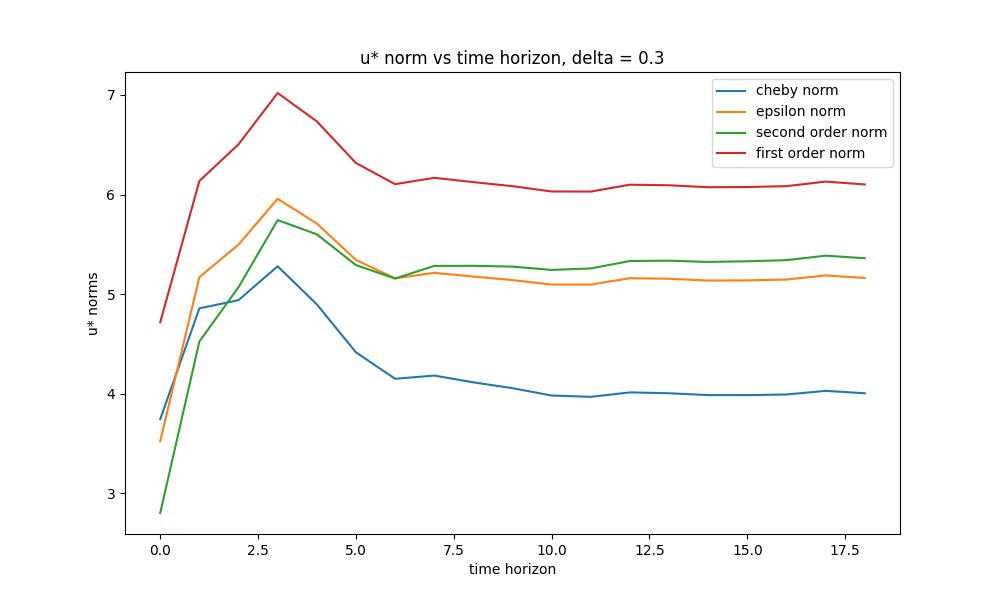 u* norm vs time horizon, delta = 0.3
cheby norm
epsilon norm
second order norm
first order norm
7
6
5
4
3
u* norms
0.0 2.5 5.0 7.5 10.0 12.5 15.0 17.5
time horizon